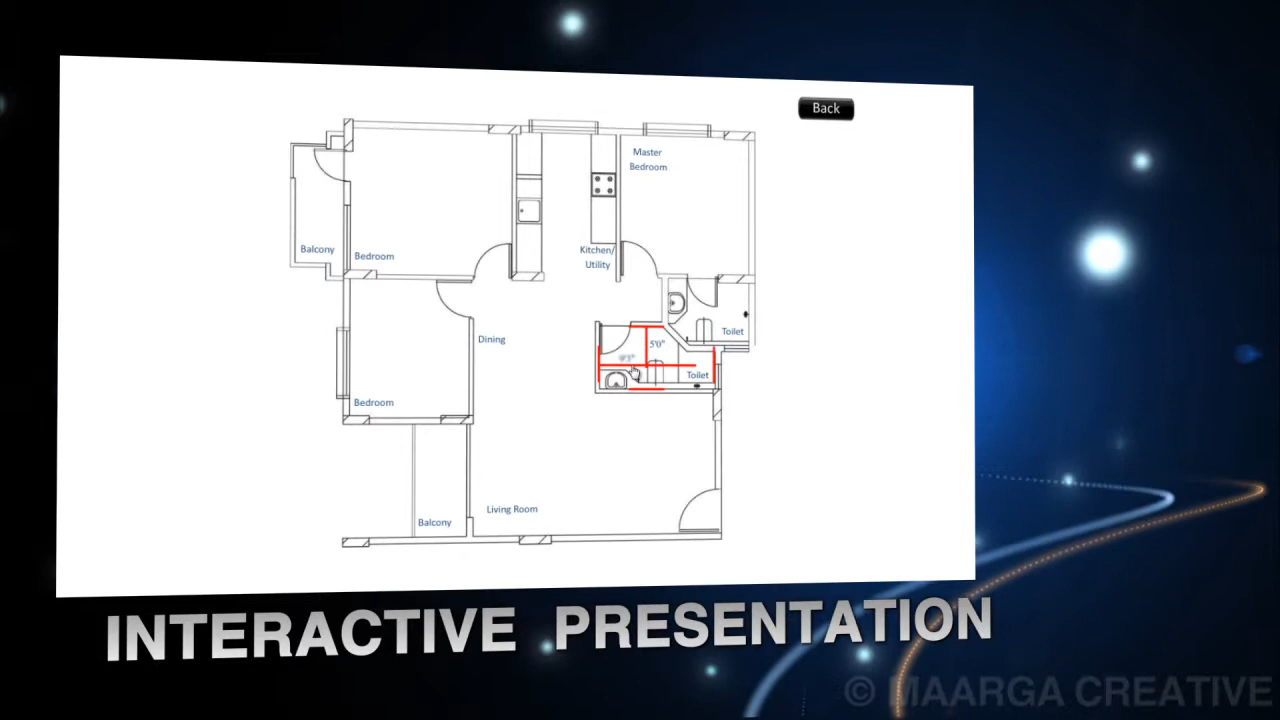 Back
Master
Bedroom
Balcony
Bedroom
Kitchen/
Utility
Toilet
Dining
5'0"
Toilet
Bedroom
Living Room
Balcony
INTERACTIVE PRESENTATION
© MAARGA CREATIVE